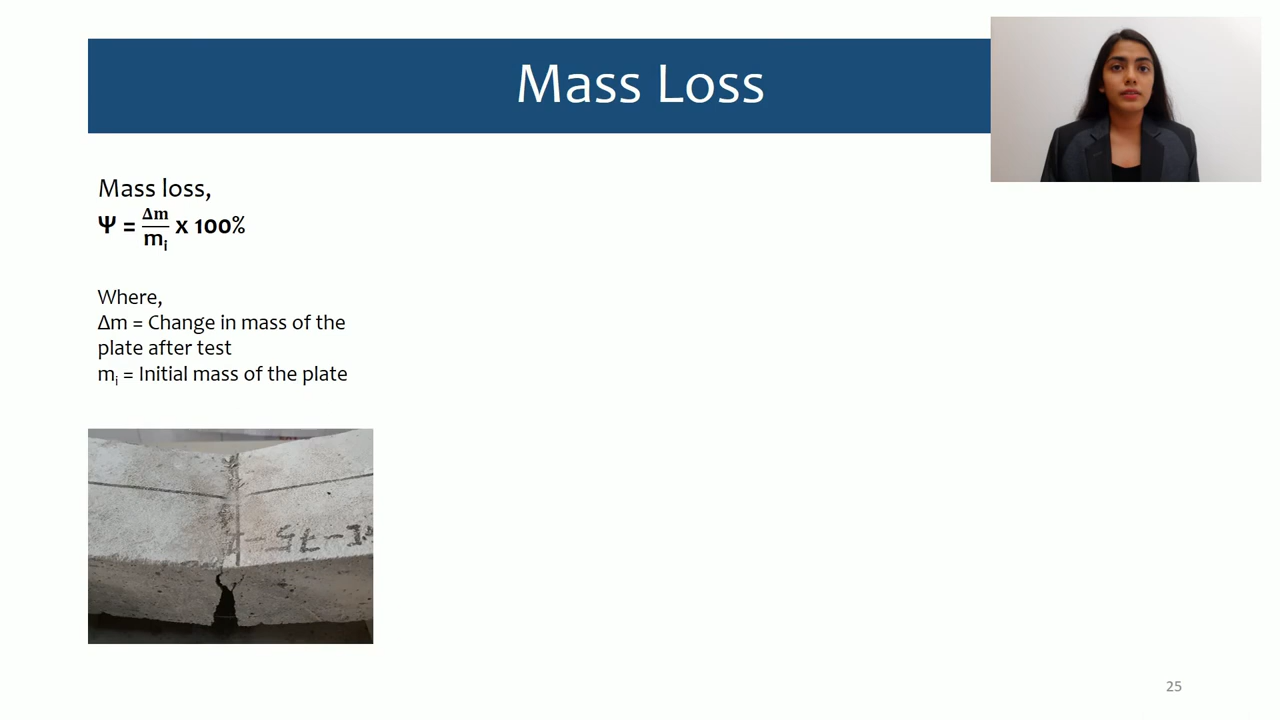 Mass Loss
Mass loss,
Ψ = Δm/mᵢ x 100%
Where,
Δm = Change in mass of the
plate after test
mᵢ = Initial mass of the plate
25